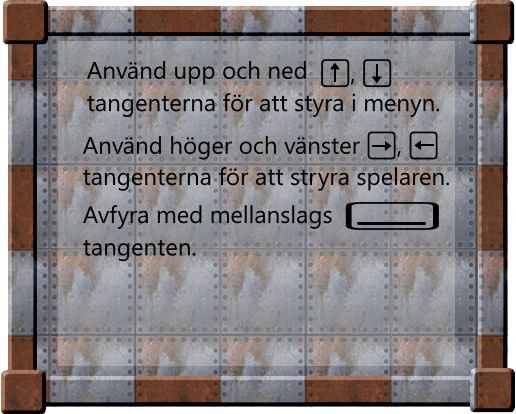 Använd upp och ned ↑, ↓
tangenterna för att styra i menyn.
Använd höger och vänster →, ←
tangenterna för att stryra spelaren.
Avfyra med mellanslags
tangenten.